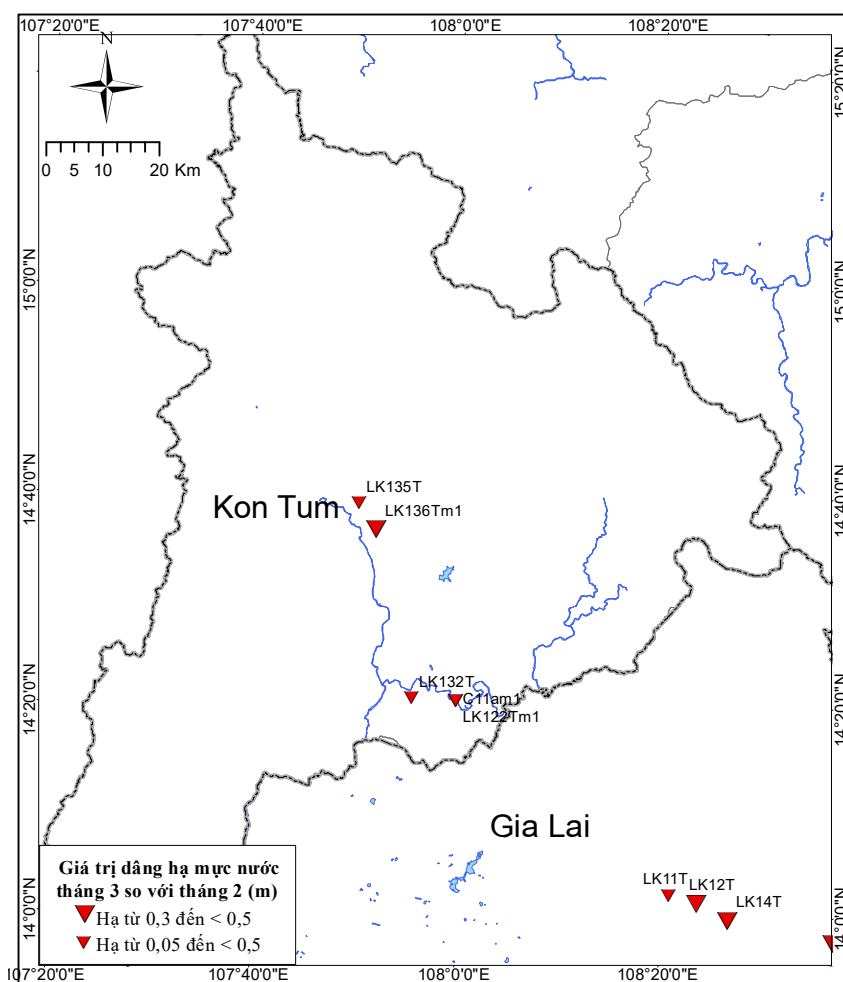 107°20'0"E 107°40'0"E 108°0'0"E 108°20'0"E
N
0 5 10 20 Km
15°20'0"N
15°0'0"N
15°0'0"N
14°40'0"N
14°40'0"N
14°20'0"N
14°20'0"N
14°0'0"N
14°0'0"N
LK135T
Kon Tum
LK136Tm1
LK132T
C11am1
LK122Tm1
Gia Lai
LK11T
LK12T
LK14T
Giá trị dâng hạ mực nước
tháng 3 so với tháng 2 (m)
Hạ từ 0,3 đến < 0,5
Hạ từ 0,05 đến < 0,5
107°20'0"E 107°40'0"E 108°0'0"E 108°20'0"E